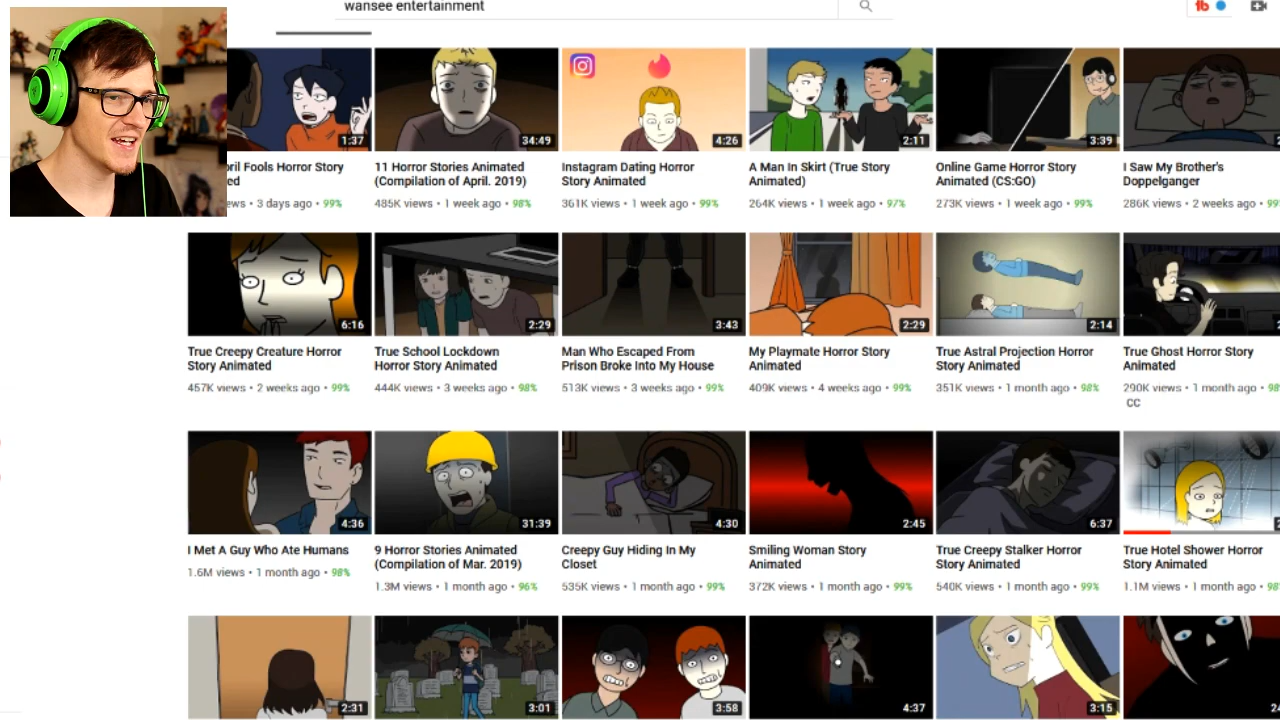 wansee entertainment
1:37
34:49
4:26
2:11
3:39
pril Fools Horror Story
ed
ews • 3 days ago • 99%
11 Horror Stories Animated
(Compilation of April. 2019)
485K views • 1 week ago • 98%
Instagram Dating Horror
Story Animated
361K views • 1 week ago • 99%
A Man In Skirt (True Story
Animated)
264K views • 1 week ago • 97%
Online Game Horror Story
Animated (CS:GO)
273K views • 1 week ago • 99%
I Saw My Brother's
Doppelganger
286K views • 2 weeks ago • 99
6:16
2:29
3:43
2:29
2:14
True Creepy Creature Horror
Story Animated
457K views • 2 weeks ago • 99%
True School Lockdown
Horror Story Animated
444K views • 3 weeks ago • 98%
Man Who Escaped From
Prison Broke Into My House
513K views • 3 weeks ago • 99%
My Playmate Horror Story
Animated
409K views • 4 weeks ago • 99%
True Astral Projection Horror
Story Animated
351K views • 1 month ago • 98%
True Ghost Horror Story
Animated
290K views • 1 month ago • 98
CC
4:36
31:39
4:30
2:45
6:37
I Met A Guy Who Ate Humans
1.6M views • 1 month ago • 98%
9 Horror Stories Animated
(Compilation of Mar. 2019)
1.3M views • 1 month ago • 96%
Creepy Guy Hiding In My
Closet
535K views • 1 month ago • 99%
Smiling Woman Story
Animated
372K views • 1 month ago • 99%
True Creepy Stalker Horror
Story Animated
540K views • 1 month ago • 99%
True Hotel Shower Horror
Story Animated
1.1M views • 1 month ago • 98
2:31
3:01
3:58
4:37
3:15